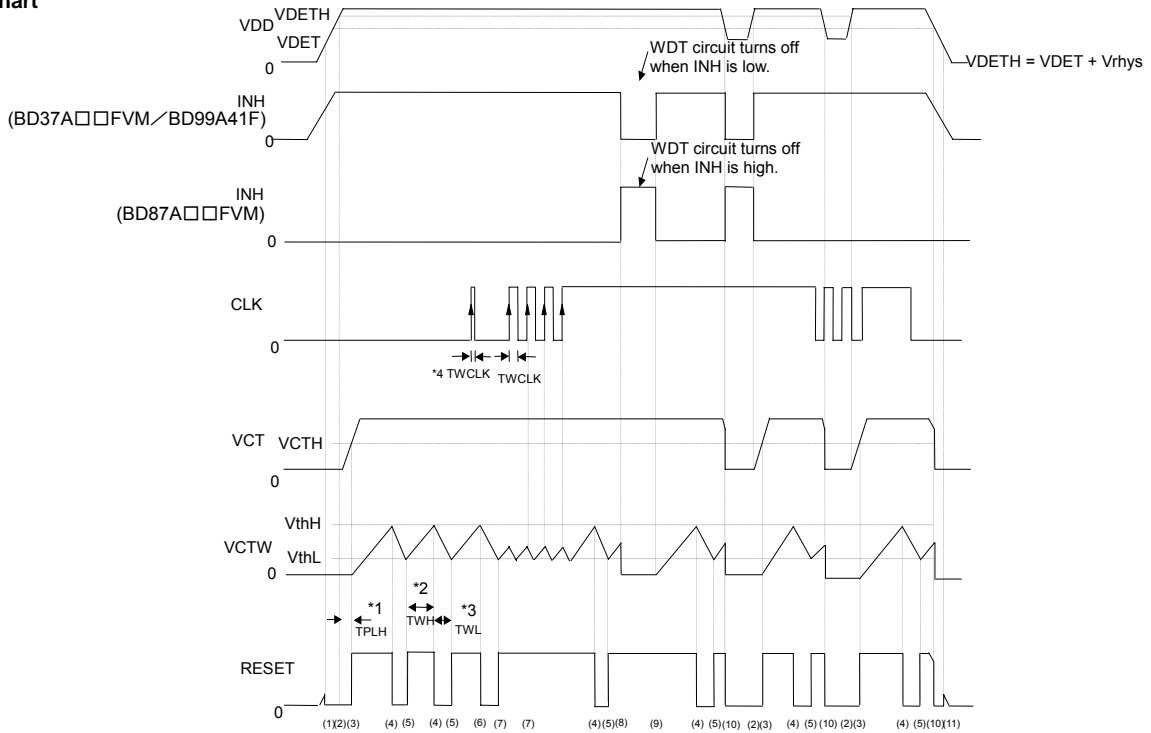 hart
VDETH
VDD
VDET
0
WDT circuit turns off
when INH is low.
VDETH = VDET + Vrhys
INH
(BD37A□□FVM／BD99A41F)
0
WDT circuit turns off
when INH is high.
INH
(BD87A□□FVM)
0
CLK
0
*4 TWCLK TWCLK
VCT VCTH
0
VthH
VCTW
VthL
0
*1 *2 *3
TPLH TWH TWL
RESET
0
(1)(2)(3) (4) (5) (4) (5) (6) (7) (7) (4) (5)(8) (9) (4) (5)(10) (2)(3) (4) (5)(10) (2)(3) (4) (5)(10)(11)